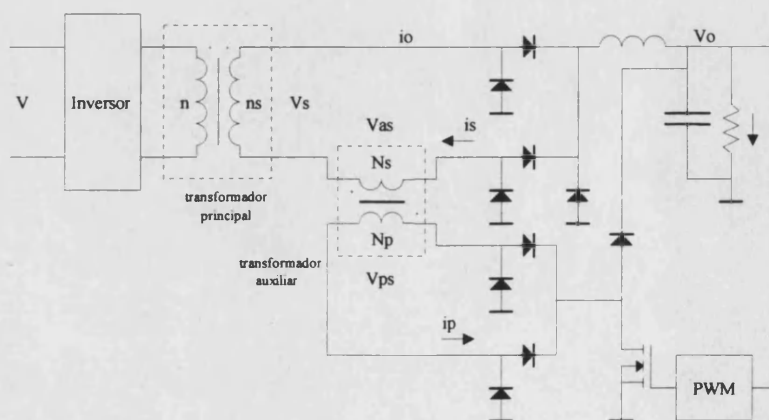 io
Vo
V
Inversor
n
ns
Vs
Vas
is
Ns
transformador
principal
Np
transformador
auxiliar
Vps
ip
PWM